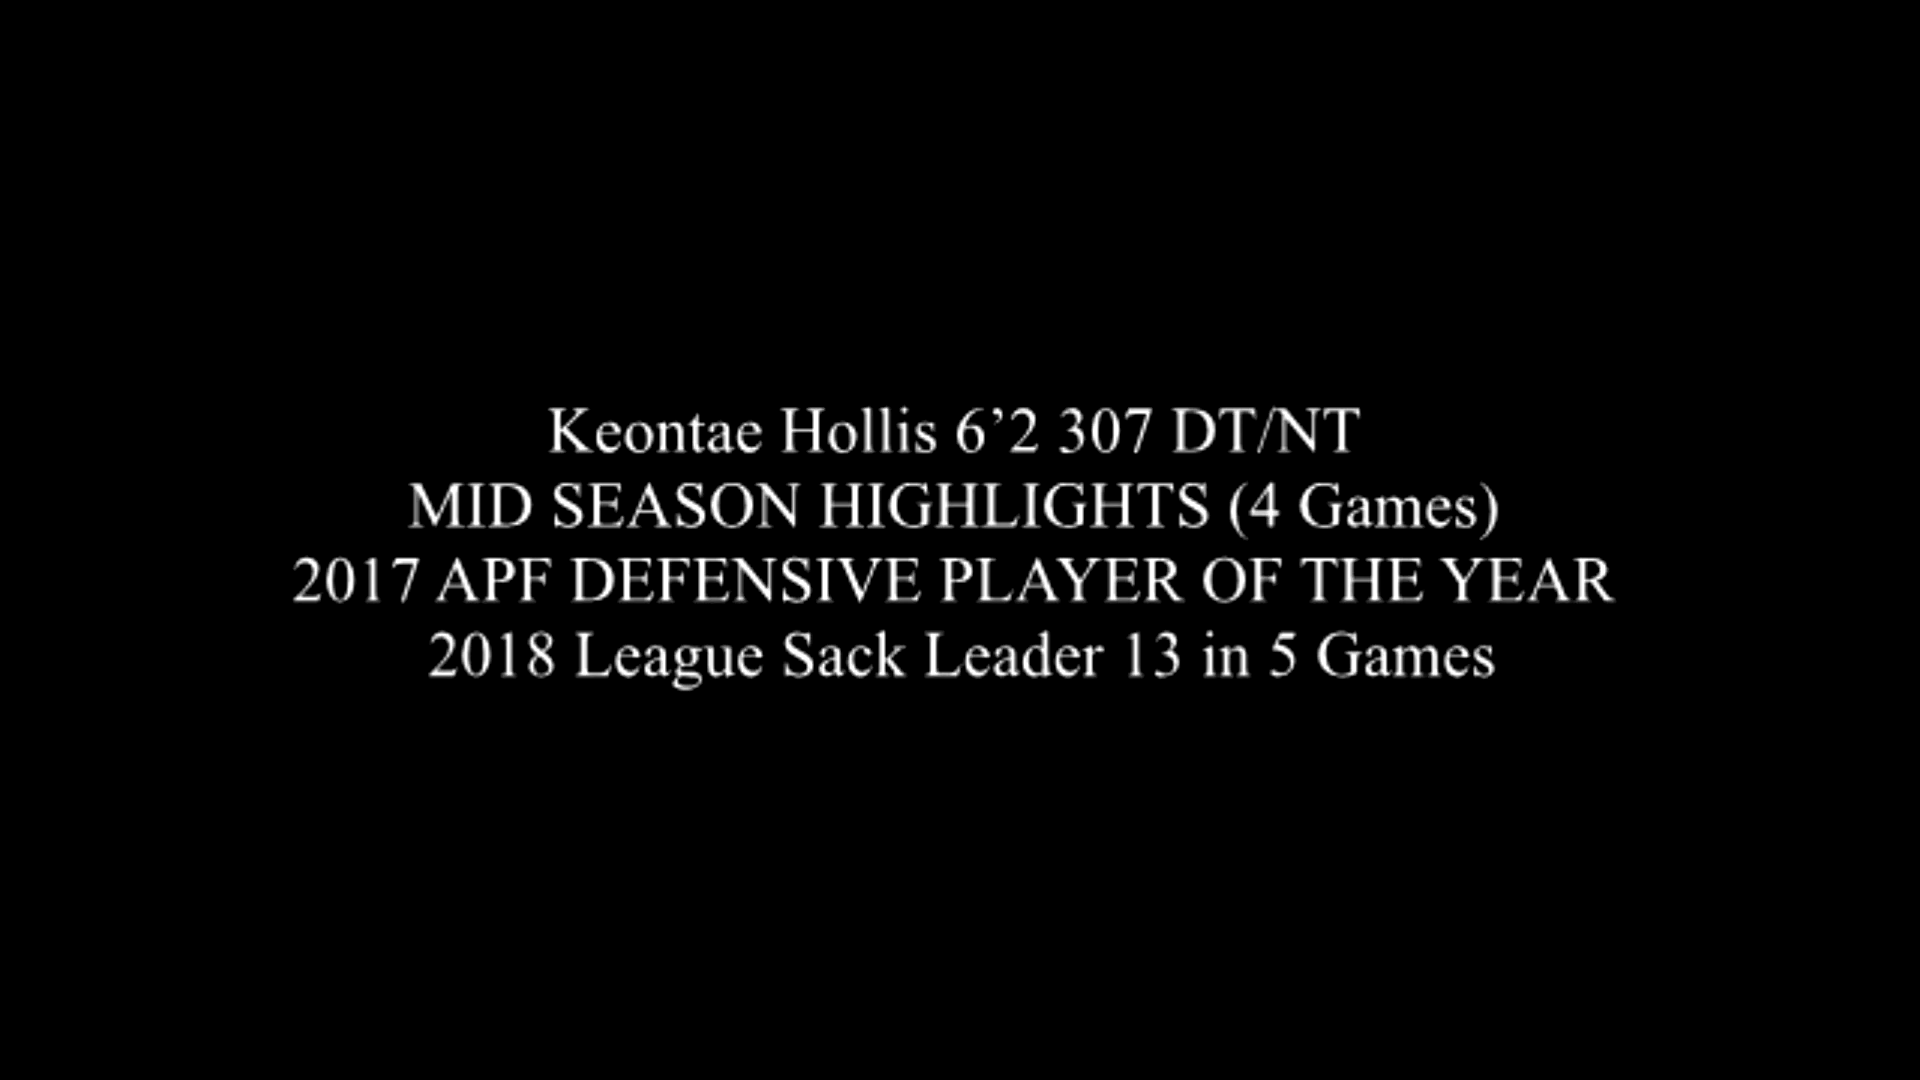 Keontae Hollis 6’2 307 DT/NT
MID SEASON HIGHLIGHTS (4 Games)
2017 APF DEFENSIVE PLAYER OF THE YEAR
2018 League Sack Leader 13 in 5 Games